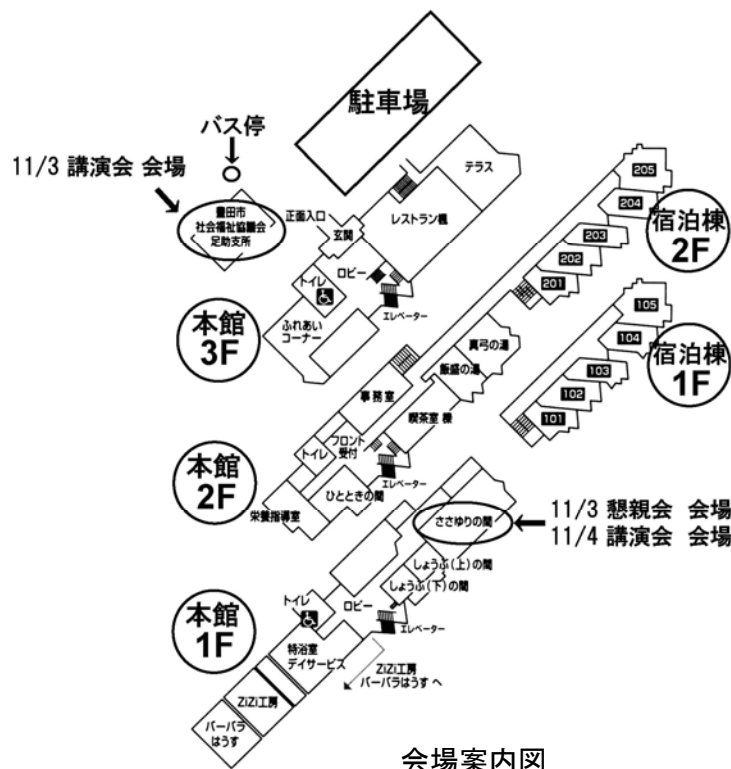 駐車場
バス停
11/3 講演会 会場
豊田市
社会福祉協議会
足助支所
正面入口
玄関
テラス
レストラン楓
ロビー
トイレ
エレベーター
ふれあい
コーナー
本館
3F
205
204
203
202
201
宿泊棟
2F
105
104
103
102
101
宿泊棟
1F
真弓の湯
飯盛の湯
事務室
喫茶室
フロント
受付
トイレ
エレベーター
ひとときの間
栄養指導室
本館
2F
ささゆりの間
11/3 懇親会 会場
11/4 講演会 会場
しょうぶ(上)の間
しょうぶ(下)の間
トイレ
ロビー
エレベーター
本館
1F
特浴室
デイサービス
ZiZi工房
バーバラはうす へ
ZiZi工房
バーバラ
はうす
会場案内図